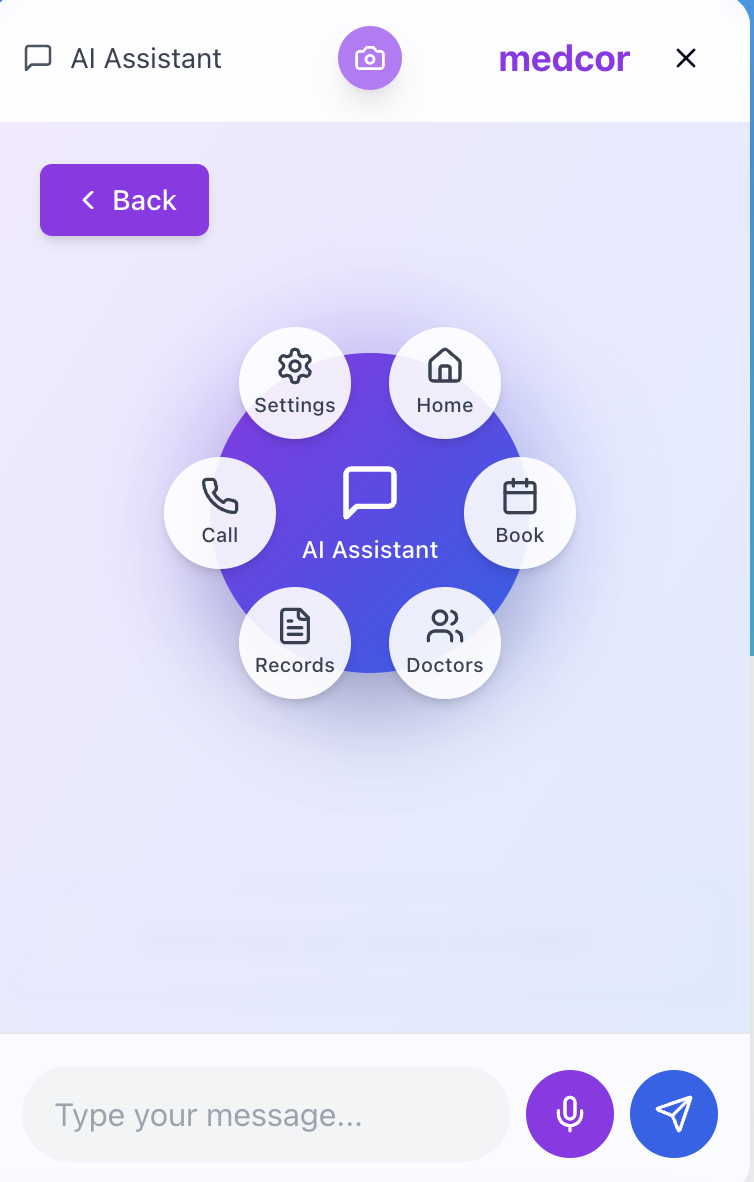 AI Assistant
medcor
Back
Settings
Home
Call
AI Assistant
Book
Records
Doctors
Type your message...